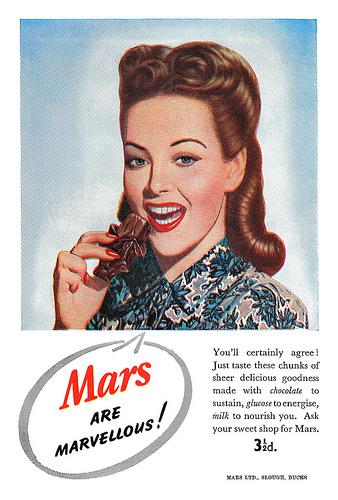 Mars
ARE
MARVELLOUS!
You'll certainly agree!
Just taste these chunks of
sheer delicious goodness
made with chocolate to
sustain, glucose to energise,
milk to nourish you. Ask
your sweet shop for Mars.
3½d.
MARS LTD., SLOUGH, BUCKS